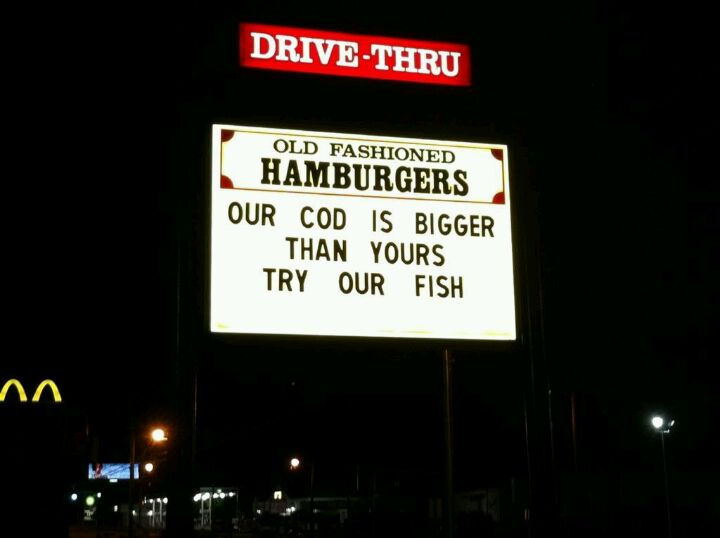 DRIVE-THRU
OLD FASHIONED
HAMBURGERS
OUR COD IS BIGGER
THAN YOURS
TRY OUR FISH